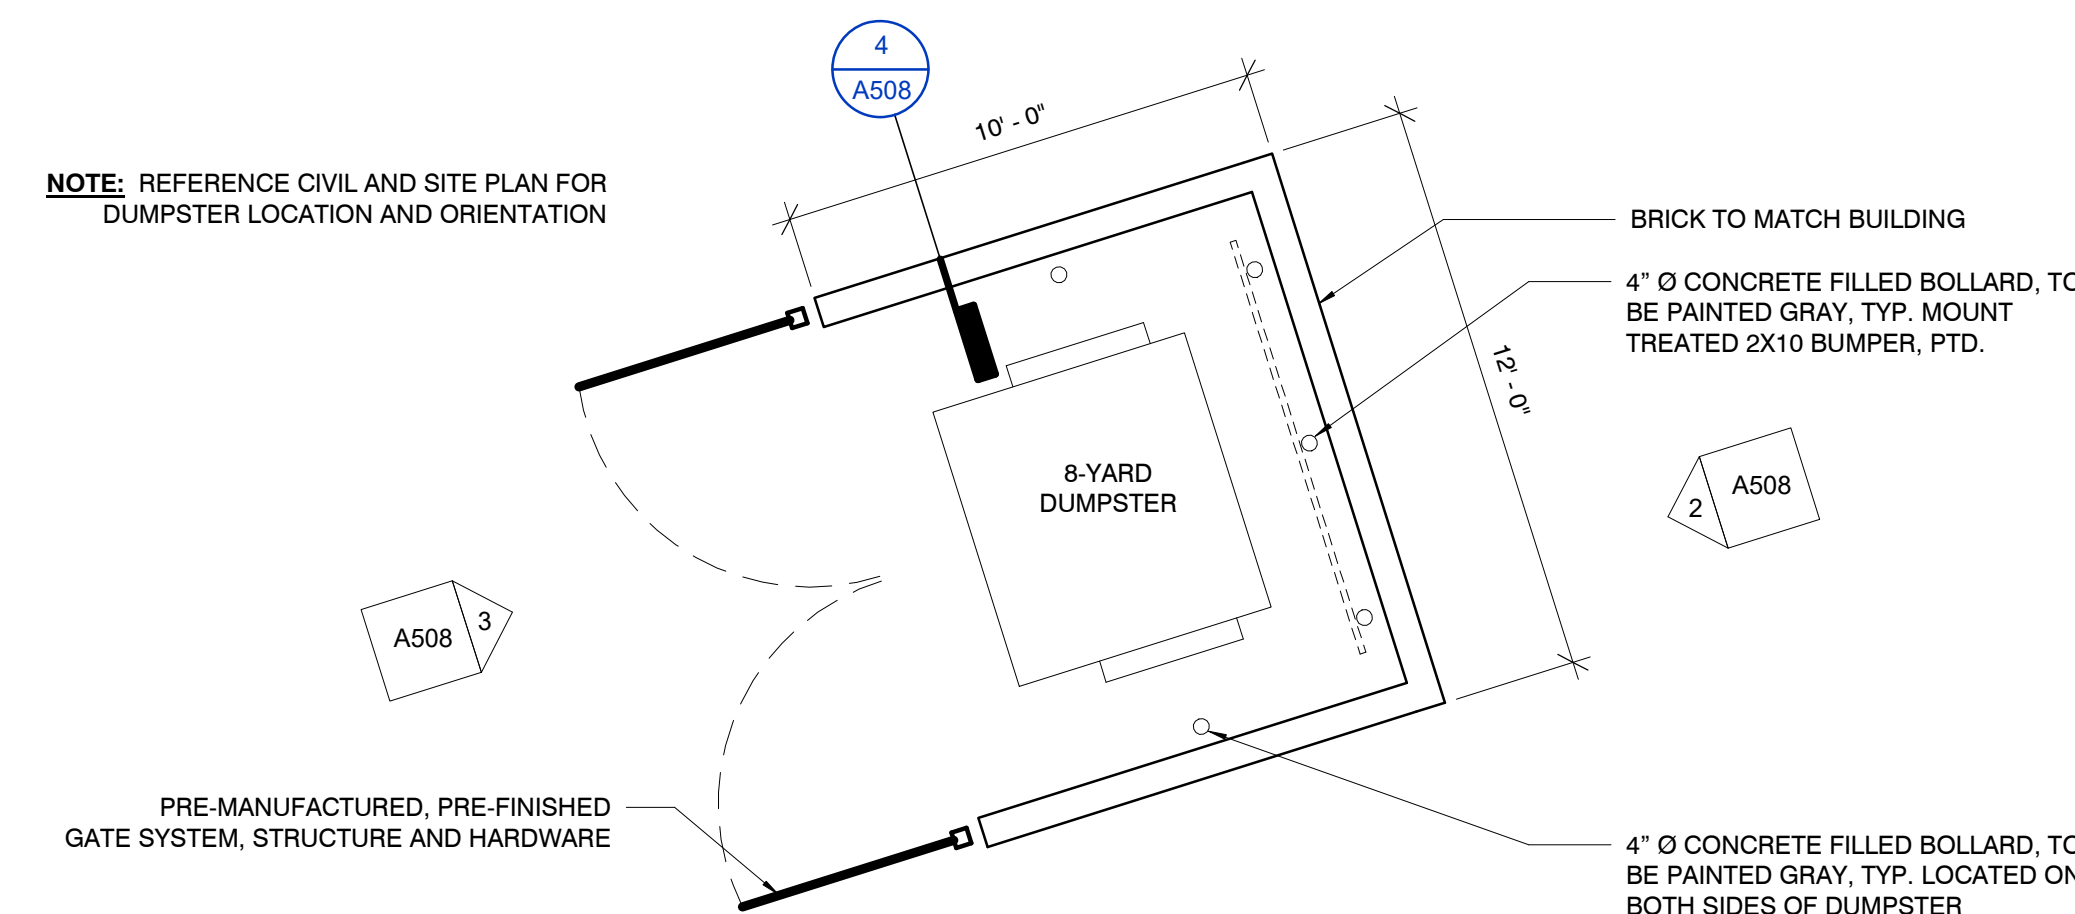 4
A508
10' - 0"
NOTE: REFERENCE CIVIL AND SITE PLAN FOR
DUMPSTER LOCATION AND ORIENTATION
BRICK TO MATCH BUILDING
4” Ø CONCRETE FILLED BOLLARD, TO
BE PAINTED GRAY, TYP. MOUNT
TREATED 2X10 BUMPER, PTD.
12' - 0"
8-YARD
DUMPSTER
A508
2
A508
3
PRE-MANUFACTURED, PRE-FINISHED
GATE SYSTEM, STRUCTURE AND HARDWARE
4” Ø CONCRETE FILLED BOLLARD, TO
BE PAINTED GRAY, TYP. LOCATED ON
BOTH SIDES OF DUMPSTER